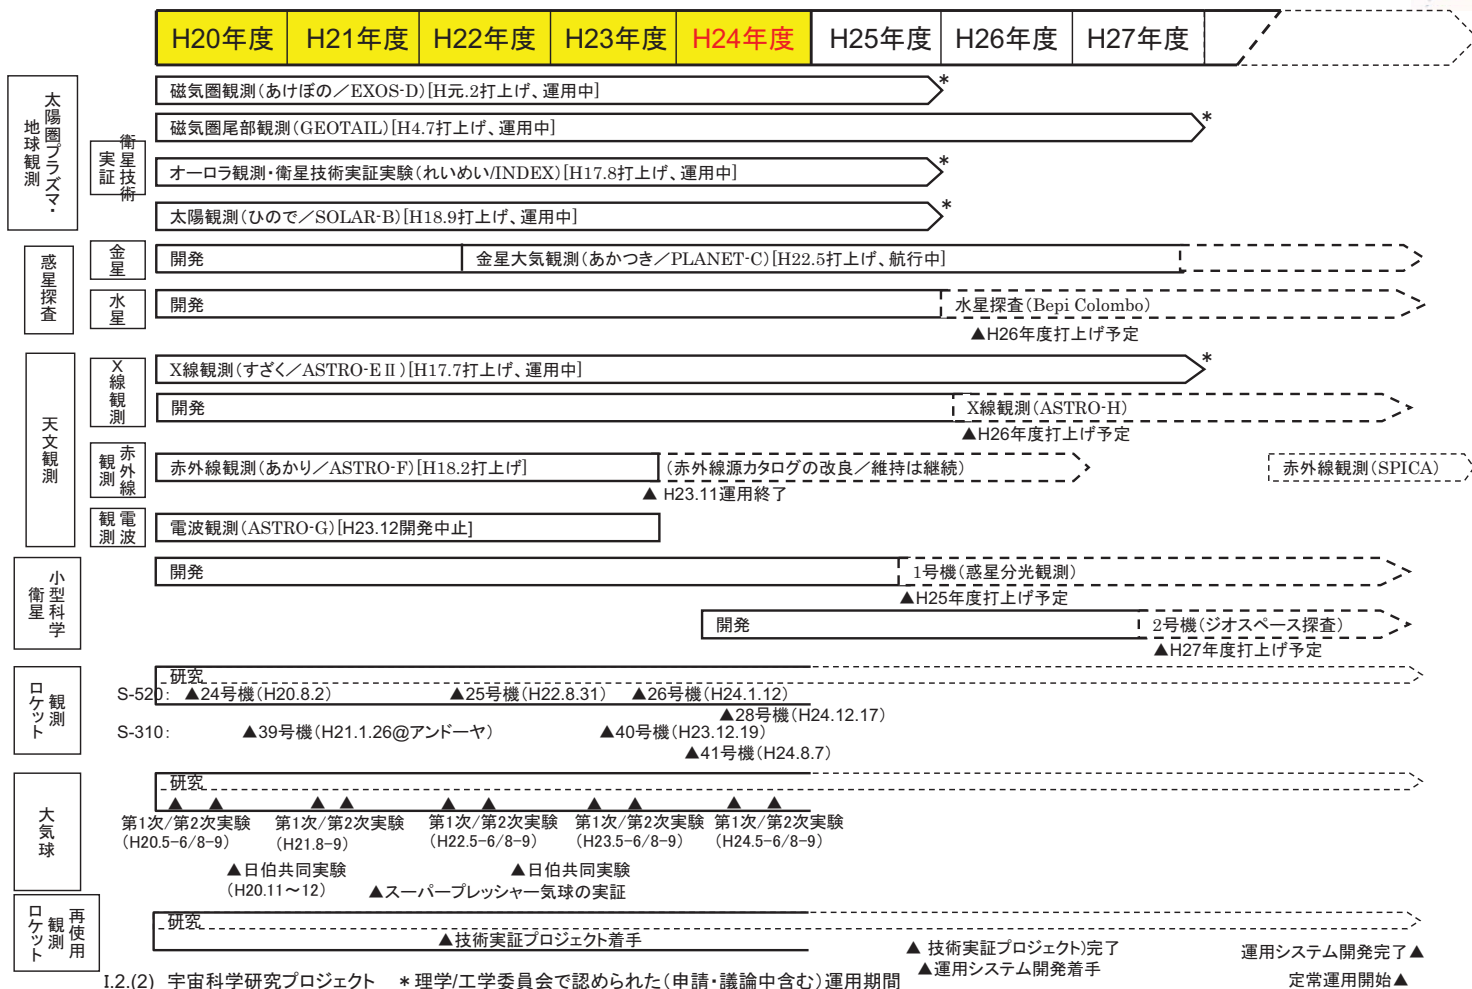 H20年度 H21年度 H22年度 H23年度 H24年度 H25年度 H26年度 H27年度
太陽圏プラズマ・
地球観測
磁気圏観測(あけぼの/EXOS-D)[H元.2打上げ、運用中] *
磁気圏尾部観測(GEOTAIL)[H4.7打上げ、運用中] *
衛星技術
実証
オーロラ観測・衛星技術実証実験(れいめい/INDEX)[H17.8打上げ、運用中] *
太陽観測(ひので/SOLAR-B)[H18.9打上げ、運用中] *
惑星探査
金星
開発 金星大気観測(あかつき/PLANET-C)[H22.5打上げ、航行中]
水星
開発 水星探査(Bepi Colombo)
▲H26年度打上げ予定
天文観測
X線観測
X線観測(すざく/ASTRO-EⅡ)[H17.7打上げ、運用中] *
開発 X線観測(ASTRO-H)
▲H26年度打上げ予定
赤外線
観測
赤外線観測(あかり/ASTRO-F)[H18.2打上げ] (赤外線源カタログの改良/維持は継続) 赤外線観測(SPICA)
▲ H23.11運用終了
電波
観測
電波観測(ASTRO-G)[H23.12開発中止]
小型科学
衛星
開発 1号機(惑星分光観測)
▲H25年度打上げ予定
開発 2号機(ジオスペース探査)
▲H27年度打上げ予定
観測
ロケット
研究
S-520: ▲24号機(H20.8.2) ▲25号機(H22.8.31) ▲26号機(H24.1.12)
▲28号機(H24.12.17)
S-310: ▲39号機(H21.1.26@アンドーヤ) ▲40号機(H23.12.19)
▲41号機(H24.8.7)
大気球
研究
▲ ▲ ▲ ▲ ▲ ▲ ▲ ▲ ▲ ▲
第1次/第2次実験 第1次/第2次実験 第1次/第2次実験 第1次/第2次実験 第1次/第2次実験
(H20.5-6/8-9) (H21.8-9) (H22.5-6/8-9) (H23.5-6/8-9) (H24.5-6/8-9)
▲日伯共同実験 ▲日伯共同実験
(H20.11~12) ▲スーパープレッシャー気球の実証
再使用
観測
ロケット
研究
▲技術実証プロジェクト着手 ▲ 技術実証プロジェクト)完了 運用システム開発完了▲
▲運用システム開発着手 定常運用開始▲
I.2.(2) 宇宙科学研究プロジェクト *理学/工学委員会で認められた(申請・議論中含む)運用期間